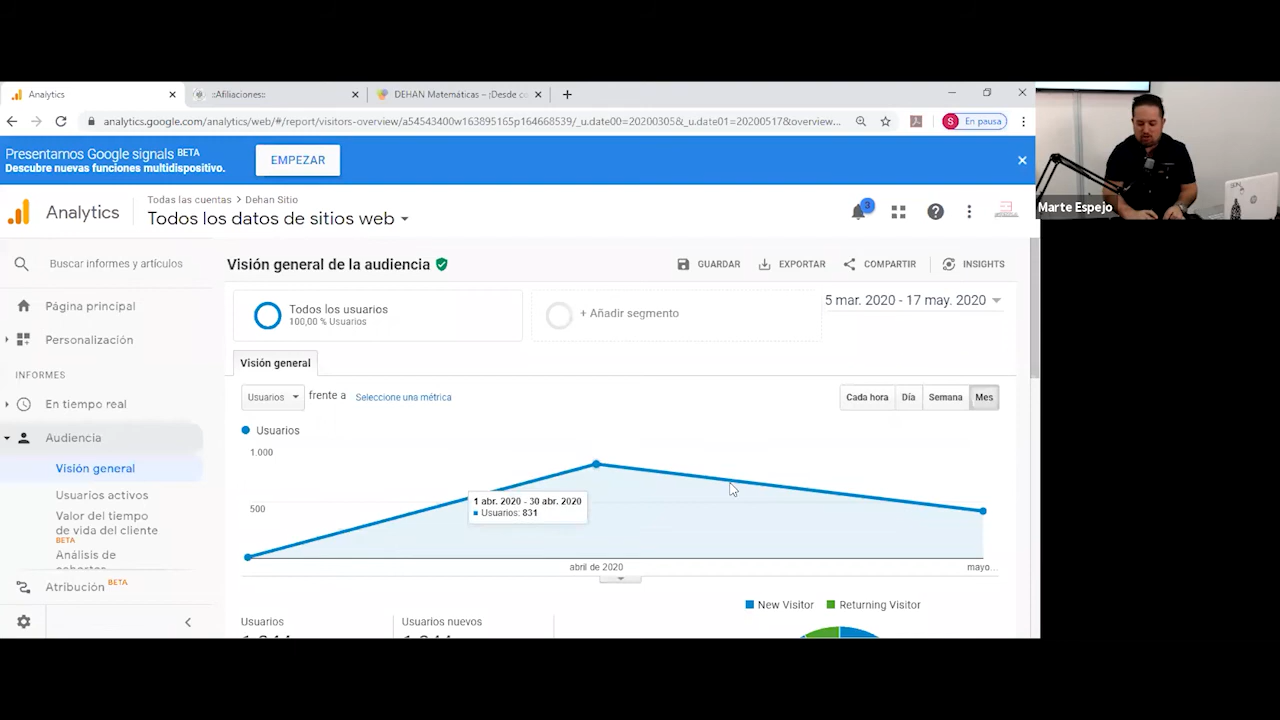 Analytics
::Afiliaciones::
DEHAN Matemáticas – ¡Desde co
analytics.google.com/analytics/web/#/report/visitors-overview/a54543400w163895165p164668539/_u.date00=20200305&_u.date01=20200517&overview...
S
En pausa
Presentamos Google signals BETA
Descubre nuevas funciones multidispositivo.
EMPEZAR
Marte Espejo
Analytics
Todas las cuentas > Dehan Sitio
Todos los datos de sitios web
3
Buscar informes y artículos
Visión general de la audiencia
GUARDAR
EXPORTAR
COMPARTIR
INSIGHTS
Página principal
Personalización
INFORMES
En tiempo real
Audiencia
Visión general
Usuarios activos
Valor del tiempo
de vida del cliente
BETA
Análisis de
Atribución BETA
Todos los usuarios
100,00 % Usuarios
+ Añadir segmento
5 mar. 2020 - 17 may. 2020
Visión general
Usuarios
frente a
Seleccione una métrica
Cada hora
Día
Semana
Mes
Usuarios
1.000
500
1 abr. 2020 - 30 abr. 2020
Usuarios: 831
abril de 2020
mayo...
New Visitor
Returning Visitor
Usuarios
Usuarios nuevos